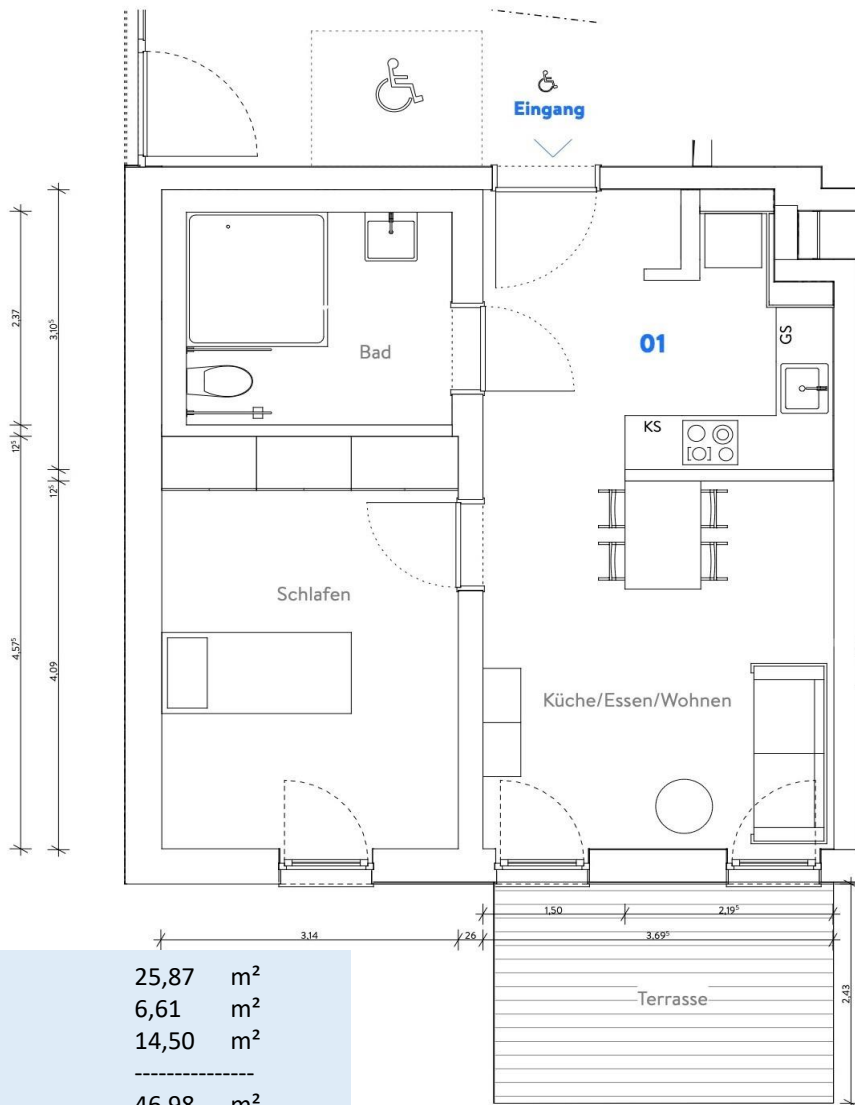 Eingang
2,37
3,10⁵
Bad
01
GS
KS
12⁵
12⁵
Schlafen
4,57⁵
4,09
Küche/Essen/Wohnen
1,50
2,19⁵
3,14
26
3,69⁵
Terrasse
2,43
25,87 m²
6,61 m²
14,50 m²
---------------
46,98 m²